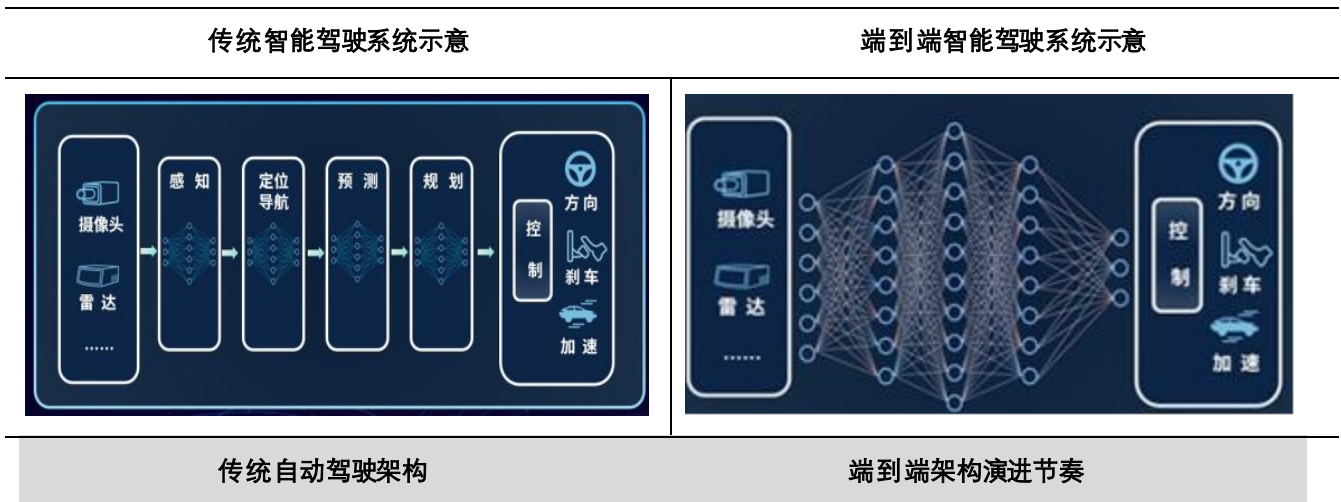 传统智能驾驶系统示意
端到端智能驾驶系统示意
摄像头
雷达
......
感知
定位
导航
预测
规划
控
制
方向
刹车
加速
摄像头
雷达
......
控
制
方向
刹车
加速
传统自动驾驶架构
端到端架构演进节奏